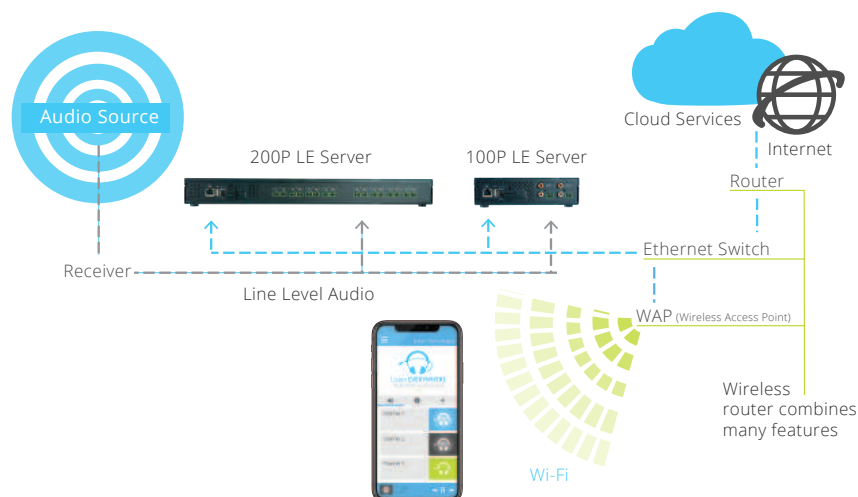 Audio Source
Cloud Services
Internet
200P LE Server
100P LE Server
Router
Ethernet Switch
Receiver
Line Level Audio
WAP (Wireless Access Point)
Wireless
router combines
many features
Wi-Fi